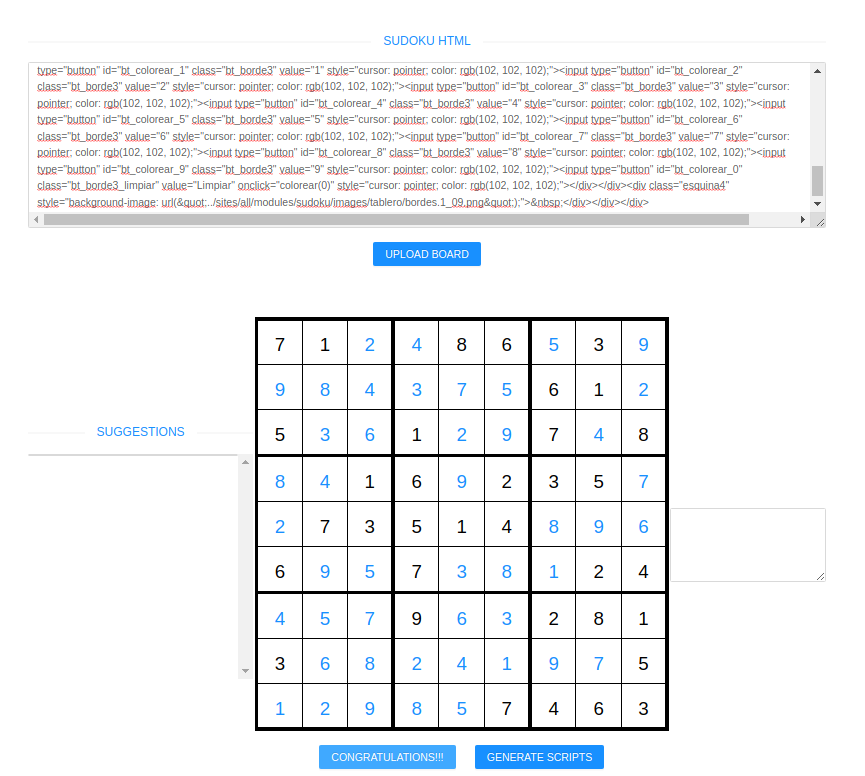 SUDOKU HTML
type="button" id="bt_colorear_1" class="bt_borde3" value="1" style="cursor: pointer; color: rgb(102, 102, 102);"><input type="button" id="bt_colorear_2"
class="bt_borde3" value="2" style="cursor: pointer; color: rgb(102, 102, 102);"><input type="button" id="bt_colorear_3" class="bt_borde3" value="3" style="cursor:
pointer; color: rgb(102, 102, 102);"><input type="button" id="bt_colorear_4" class="bt_borde3" value="4" style="cursor: pointer; color: rgb(102, 102, 102);"><input
type="button" id="bt_colorear_5" class="bt_borde3" value="5" style="cursor: pointer; color: rgb(102, 102, 102);"><input type="button" id="bt_colorear_6"
class="bt_borde3" value="6" style="cursor: pointer; color: rgb(102, 102, 102);"><input type="button" id="bt_colorear_7" class="bt_borde3" value="7" style="cursor:
pointer; color: rgb(102, 102, 102);"><input type="button" id="bt_colorear_8" class="bt_borde3" value="8" style="cursor: pointer; color: rgb(102, 102, 102);"><input
type="button" id="bt_colorear_9" class="bt_borde3" value="9" style="cursor: pointer; color: rgb(102, 102, 102);"><input type="button" id="bt_colorear_0"
class="bt_borde3_limpiar" value="Limpiar" onclick="colorear(0)" style="cursor: pointer; color: rgb(102, 102, 102);"></div></div><div class="esquina4"
style="background-image: url(&quot;../sites/all/modules/sudoku/images/tablero/bordes.1_09.png&quot;);">&nbsp;</div></div></div>
UPLOAD BOARD
7 1 2 4 8 6 5 3 9
9 8 4 3 7 5 6 1 2
SUGGESTIONS
5 3 6 1 2 9 7 4 8
8 4 1 6 9 2 3 5 7
2 7 3 5 1 4 8 9 6
6 9 5 7 3 8 1 2 4
4 5 7 9 6 3 2 8 1
3 6 8 2 4 1 9 7 5
1 2 9 8 5 7 4 6 3
CONGRATULATIONS!!!
GENERATE SCRIPTS